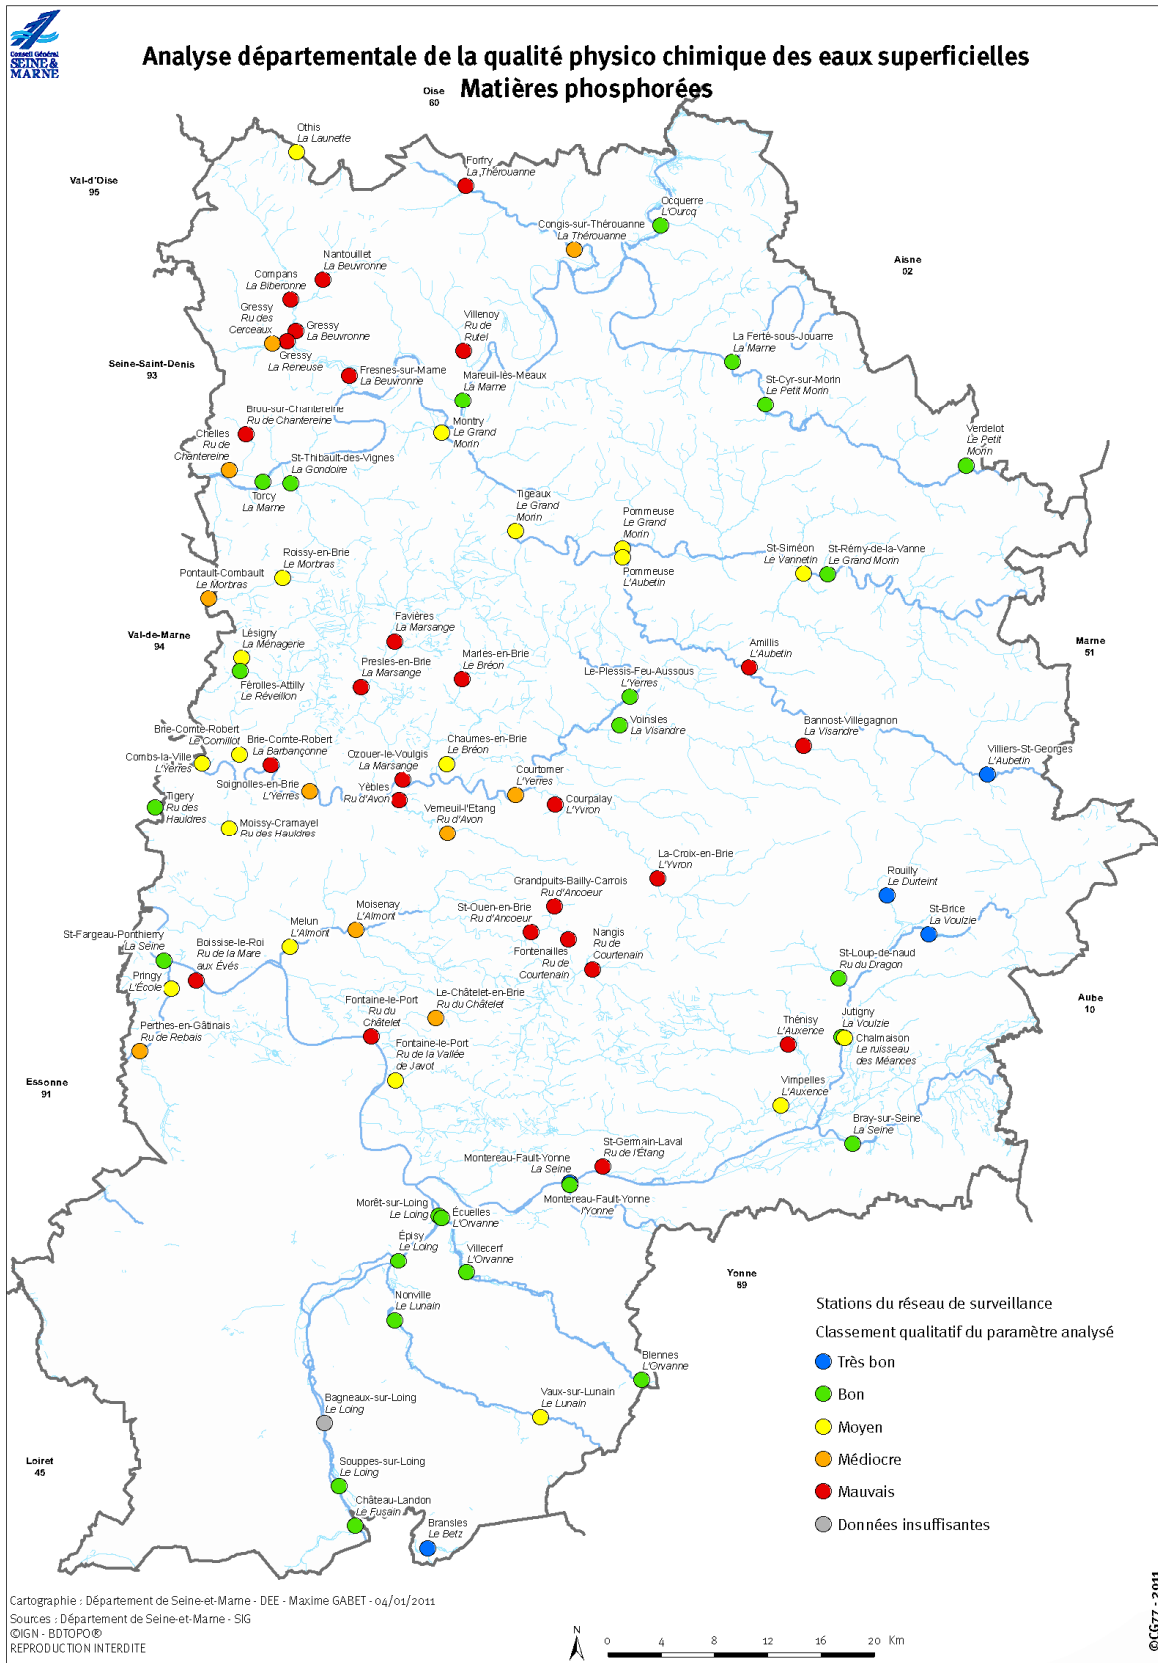 Conseil Général
SEINE &
MARNE
Analyse départementale de la qualité physico chimique des eaux superficielles
Matières phosphorées
Oise
60
Val-d'Oise
95
Aisne
02
Seine-Saint-Denis
93
Val-de-Marne
94
Marne
51
Aube
10
Essonne
91
Yonne
89
Loiret
45
Othis
La Launette
Forfry
La Thérouanne
Ocquerre
L'Ourcq
Congis-sur-Thérouanne
La Thérouanne
Nantouillet
La Beuvronne
Compans
La Biberonne
Gressy
Ru des
Cerceaux
Gressy
La Beuvronne
Gressy
La Reneuse
Villenoy
Ru de
Rutel
Fresnes-sur-Marne
La Beuvronne
Mareuil-lès-Meaux
La Marne
La Ferté-sous-Jouarre
La Marne
St-Cyr-sur-Morin
Le Petit Morin
Verdelot
Le Petit
Morin
Brou-sur-Chantereine
Ru de Chantereine
Montry
Le Grand
Morin
Chelles
Ru de
Chantereine
St-Thibault-des-Vignes
La Gondoire
Torcy
La Marne
Tigeaux
Le Grand
Morin
Pommeuse
Le Grand
Morin
Pommeuse
L'Aubetin
St-Siméon
Le Vannetin
St-Rémy-de-la-Vanne
Le Grand Morin
Roissy-en-Brie
Le Morbras
Pontault-Combault
Le Morbras
Favières
La Marsange
Lésigny
La Ménagerie
Presles-en-Brie
La Marsange
Marles-en-Brie
Le Bréon
Amillis
L'Aubetin
Le-Plessis-Feu-Aussous
L'Yerres
Férolles-Attilly
Le Réveillon
Voinsles
La Visandre
Bannost-Villegagnon
La Visandre
Villiers-St-Georges
L'Aubetin
Brie-Comte-Robert
Le Cornillot
Brie-Comte-Robert
La Barbançonne
Chaumes-en-Brie
Le Bréon
Combs-la-Ville
L'Yerres
Ozouer-le-Voulgis
La Marsange
Courtomer
L'Yerres
Soignolles-en-Brie
L'Yerres
Yèbles
Ru d'Avon
Tigery
Ru des
Hauldres
Verneuil-l'Etang
Ru d'Avon
Courpalay
L'Yvron
Moissy-Cramayel
Ru des Hauldres
La-Croix-en-Brie
L'Yvron
Grandpuits-Bailly-Carrois
Ru d'Ancoeur
Rouilly
Le Durteint
St-Ouen-en-Brie
Ru d'Ancoeur
St-Brice
La Voulzie
Moisenay
L'Almont
Melun
L'Almont
Nangis
Ru de
Courtenain
Fontenailles
Ru de
Courtenain
St-Fargeau-Ponthierry
La Seine
Boissise-le-Roi
Ru de la Mare
aux Évés
St-Loup-de-naud
Ru du Dragon
Pringy
L'École
Le-Châtelet-en-Brie
Ru du Châtelet
Fontaine-le-Port
Ru du
Châtelet
Jutigny
La Voulzie
Thénisy
L'Auxence
Perthes-en-Gâtinais
Ru de Rebais
Chalmaison
Le ruisseau
des Méances
Fontaine-le-Port
Ru de la Vallée
de Javot
Vimpelles
L'Auxence
Bray-sur-Seine
La Seine
St-Germain-Laval
Ru de l'Étang
Montereau-Fault-Yonne
La Seine
Montereau-Fault-Yonne
l'Yonne
Morêt-sur-Loing
Le Loing
Écuelles
L'Orvanne
Épisy
Le Loing
Villecerf
L'Orvanne
Nonville
Le Lunain
Blennes
L'Orvanne
Bagneaux-sur-Loing
Le Loing
Vaux-sur-Lunain
Le Lunain
Souppes-sur-Loing
Le Loing
Château-Landon
Le Fusain
Bransles
Le Betz
Stations du réseau de surveillance
Classement qualitatif du paramètre analysé
Très bon
Bon
Moyen
Médiocre
Mauvais
Données insuffisantes
Cartographie : Département de Seine-et-Marne - DEE - Maxime GABET - 04/01/2011
Sources : Département de Seine-et-Marne - SIG
©IGN - BDTOPO®
REPRODUCTION INTERDITE
N
0 4 8 12 16 20 Km
©CG77 - 2011